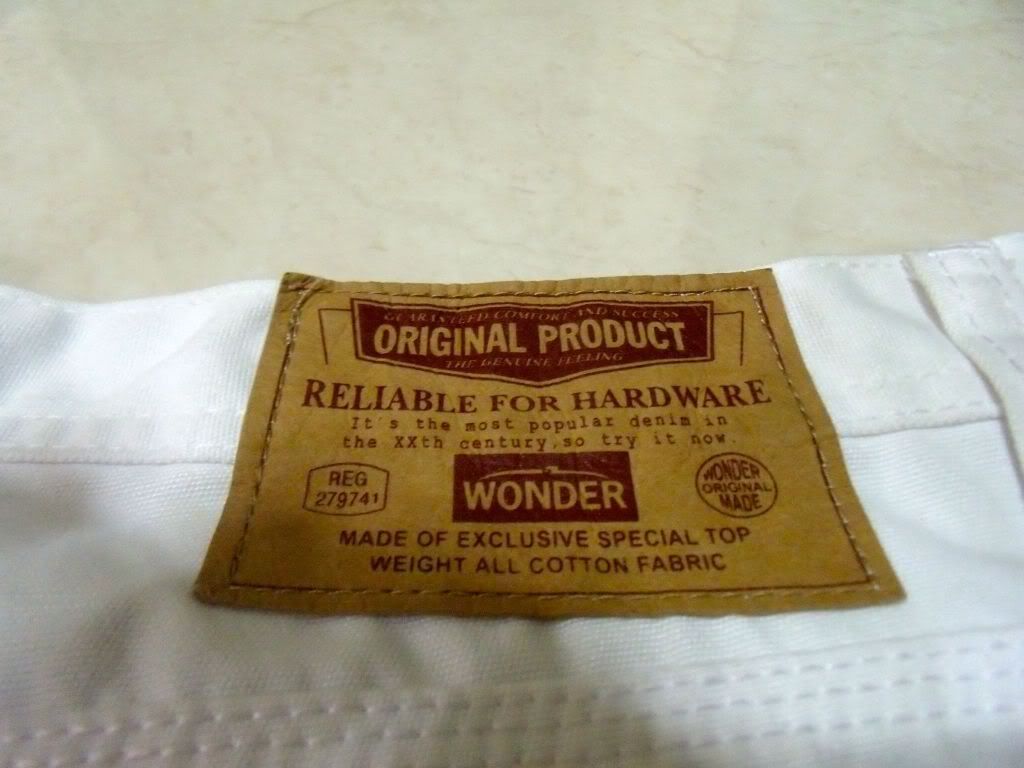 GUARANTEED COMFORT AND SUCCESS
ORIGINAL PRODUCT
THE GENUISE FEELING
RELIABLE FOR HARDWARE
It's the most popular denim in
the XXth century,so try it now.
REG
279741
WONDER
WONDER
ORIGINAL
MADE
MADE OF EXCLUSIVE SPECIAL TOP
WEIGHT ALL COTTON FABRIC